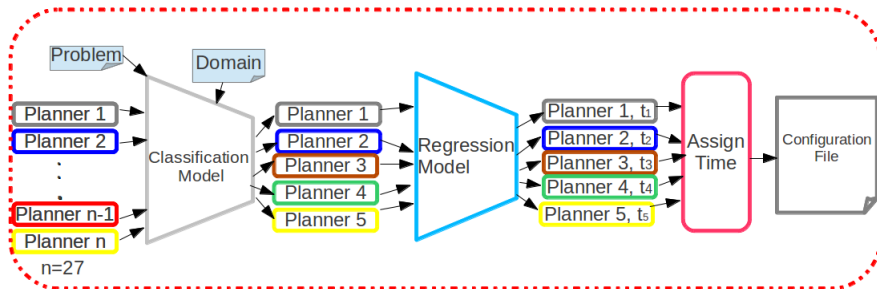 Problem
Domain
Planner 1
Planner 2
.
.
.
Planner n-1
Planner n
n=27
Classification
Model
Planner 1
Planner 2
Planner 3
Planner 4
Planner 5
Regression
Model
Planner 1, t₁
Planner 2, t₂
Planner 3, t₃
Planner 4, t₄
Planner 5, t₅
Assign
Time
Configuration
File